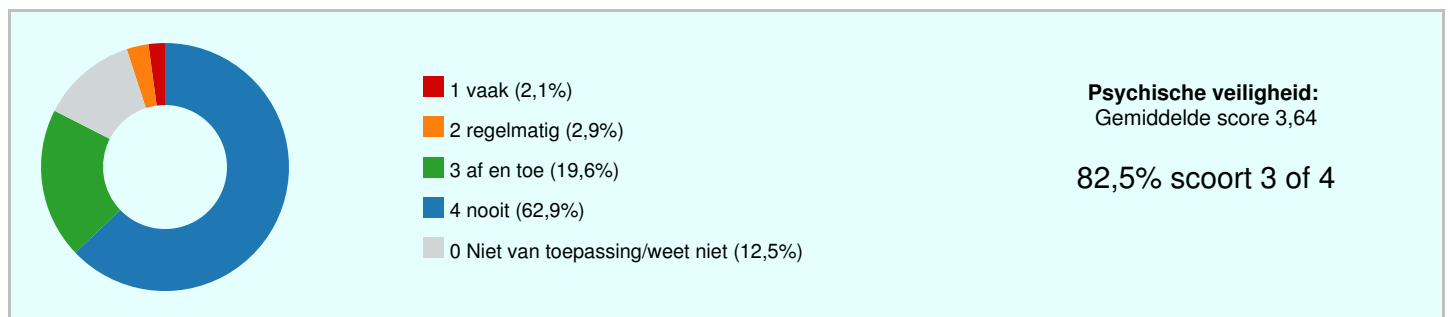 1 vaak (2,1%)
2 regelmatig (2,9%)
3 af en toe (19,6%)
4 nooit (62,9%)
0 Niet van toepassing/weet niet (12,5%)
Psychische veiligheid:
Gemiddelde score 3,64
82,5% scoort 3 of 4